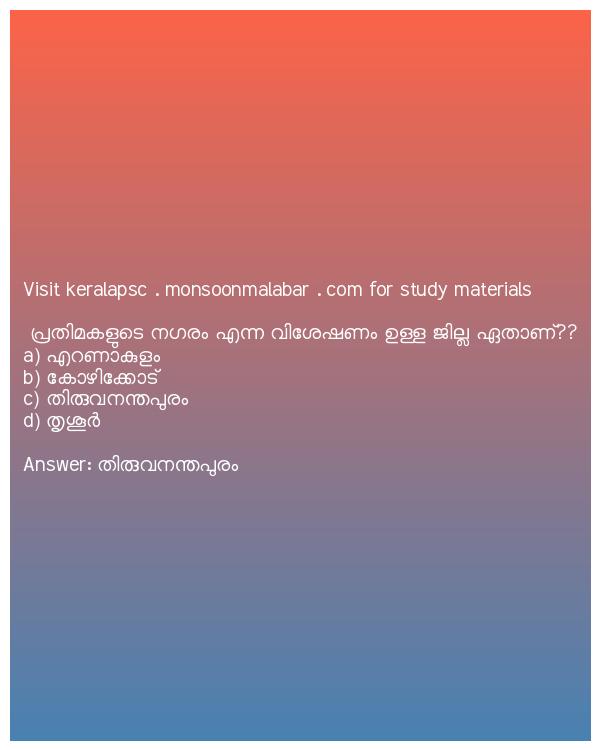 Visit keralapsc . monsoonmalabar . com for study materials
പ്രതിമകളുടെ നഗരം എന്ന വിശേഷണം ഉള്ള ജില്ല ഏതാണ്??
a) എറണാകുളം
b) കോഴിക്കോട്
c) തിരുവനന്തപുരം
d) തൃശൂർ
Answer: തിരുവനന്തപുരം